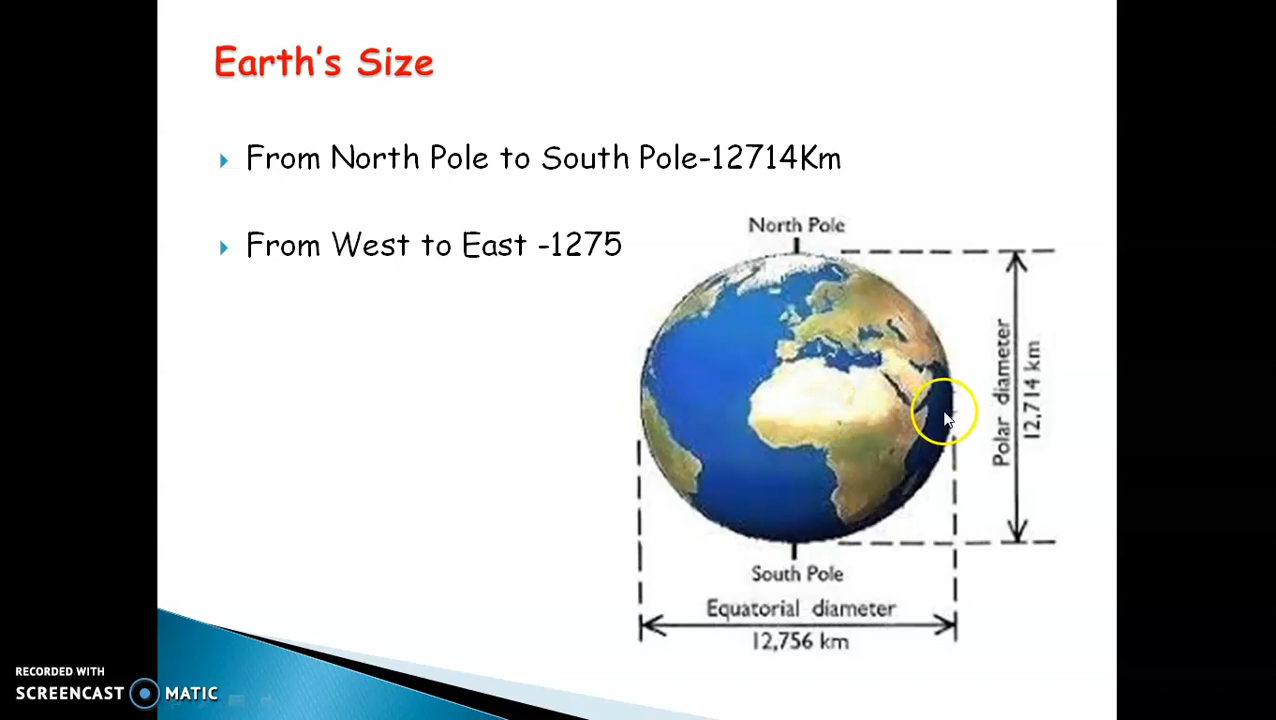 Earth's Size
From North Pole to South Pole-12714Km
From West to East -1275
North Pole
Polar diameter
12,714 km
South Pole
Equatorial diameter
12,756 km
RECORDED WITH
SCREENCAST MATIC